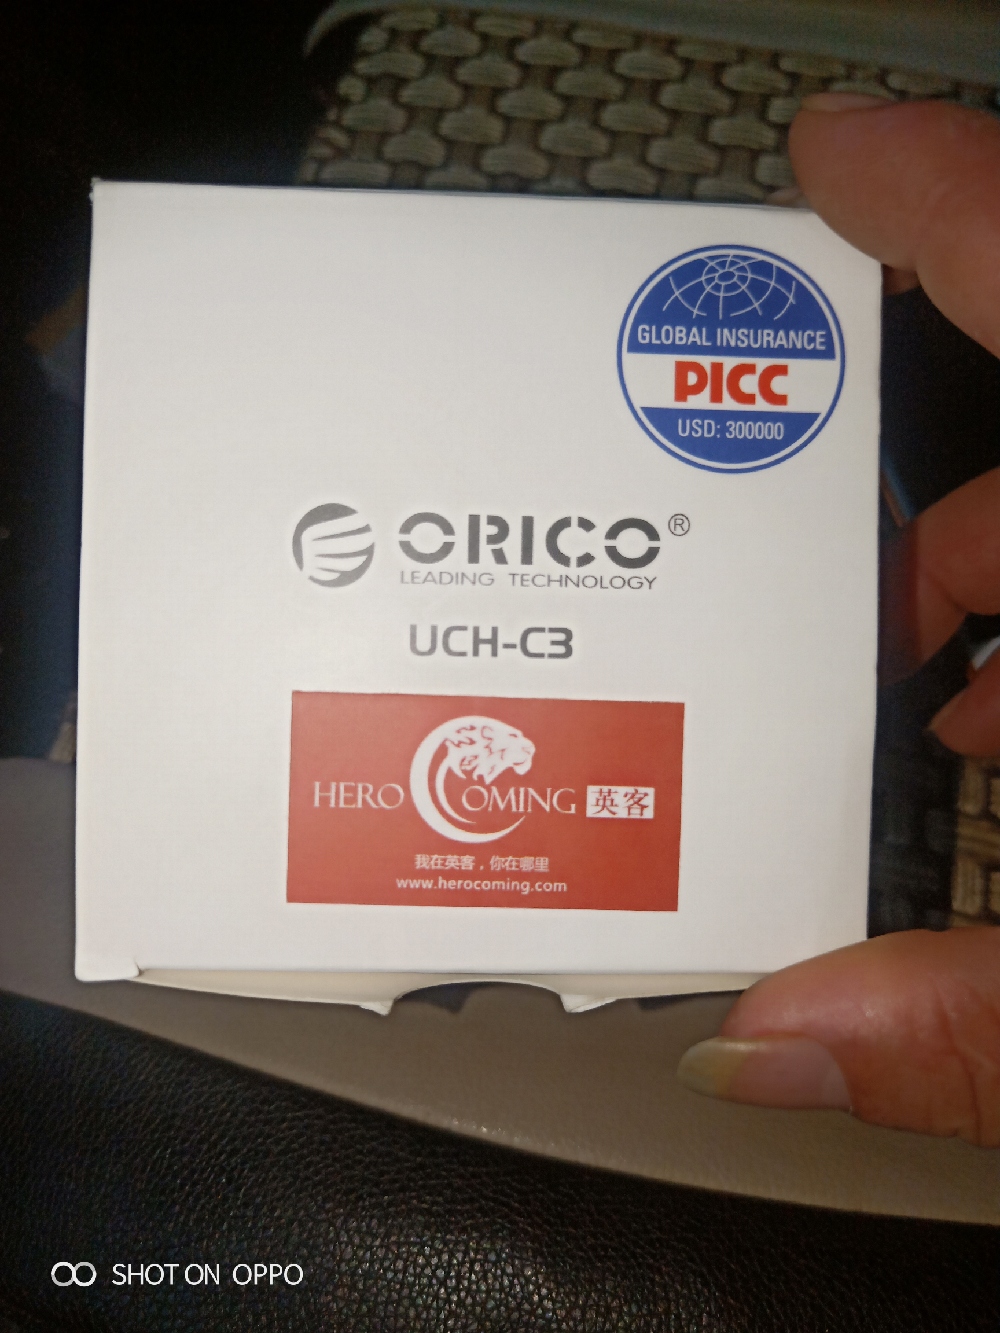 GLOBAL INSURANCE
PICC
USD: 300000
ORICO®
LEADING TECHNOLOGY
UCH-C3
HERO COMING 英客
我在英客，你在哪里
www.herocoming.com
SHOT ON OPPO